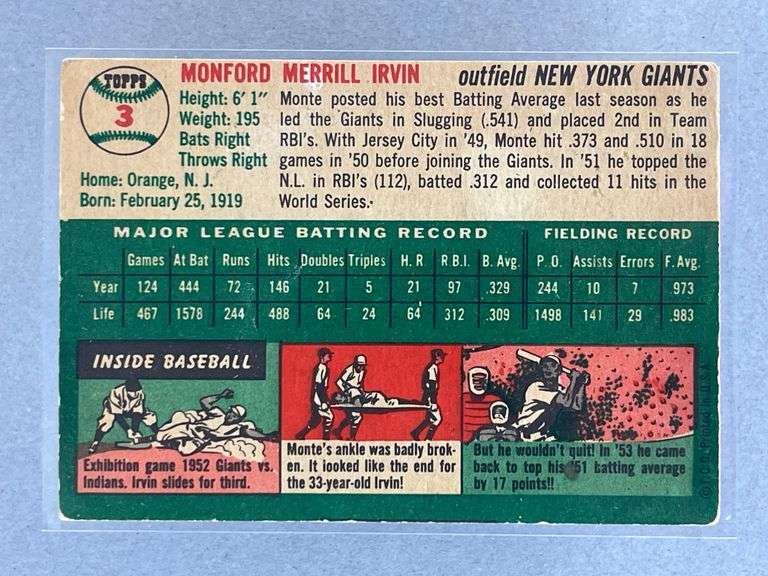 TOPPS
3
MONFORD MERRILL IRVIN outfield NEW YORK GIANTS
Height: 6' 1"
Weight: 195
Bats Right
Throws Right
Home: Orange, N. J.
Born: February 25, 1919
Monte posted his best Batting Average last season as he
led the Giants in Slugging (.541) and placed 2nd in Team
RBI's. With Jersey City in '49, Monte hit .373 and .510 in 18
games in '50 before joining the Giants. In '51 he topped the
N.L. in RBI's (112), batted .312 and collected 11 hits in the
World Series.
MAJOR LEAGUE BATTING RECORD FIELDING RECORD
Games At Bat Runs Hits Doubles Triples H. R R.B.I. B. Avg. P. O. Assists Errors F. Avg.
Year 124 444 72 146 21 5 21 97 .329 244 10 7 .973
Life 467 1578 244 488 64 24 64 312 .309 1498 141 29 .983
INSIDE BASEBALL
Exhibition game 1952 Giants vs.
Indians. Irvin slides for third.
Monte's ankle was badly brok-
en. It iooked like the end for
the 33-year-old Irvin!
But he wouldn't quit! In '53 he came
back to top his '51 batting average
by 17 points!!